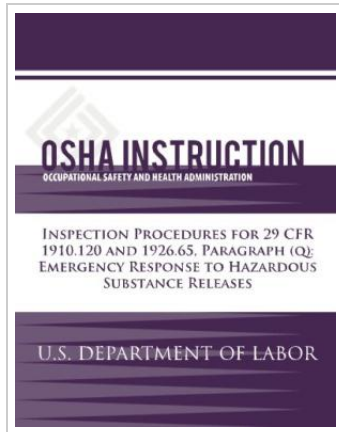 OSHA INSTRUCTION
OCCUPATIONAL SAFETY AND HEALTH ADMINISTRATION
INSPECTION PROCEDURES FOR 29 CFR
1910.120 AND 1926.65, PARAGRAPH (Q):
EMERGENCY RESPONSE TO HAZARDOUS
SUBSTANCE RELEASES
U.S. DEPARTMENT OF LABOR